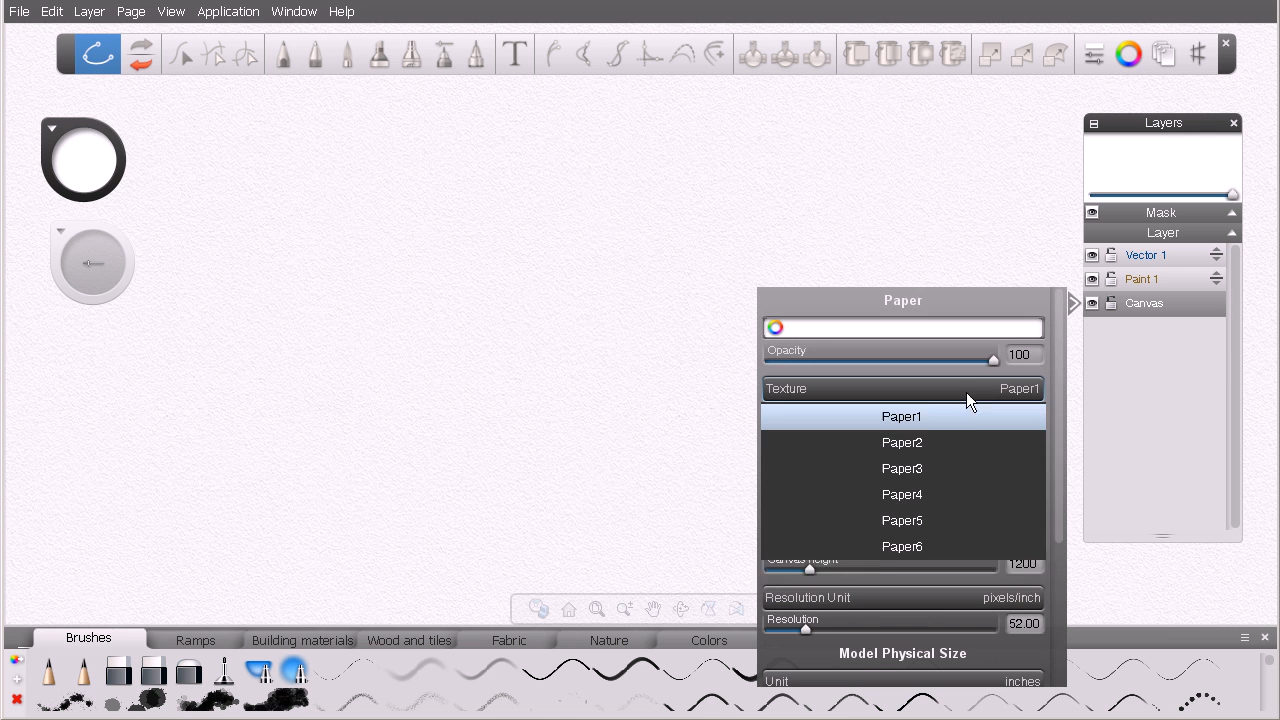 File Edit Layer Page View Application Window Help
T
Layers
Mask
Layer
Vector 1
Paint 1
Canvas
Paper
Opacity 100
Texture Paper1
Paper1
Paper2
Paper3
Paper4
Paper5
Paper6
Canvas Height 1200
Resolution Unit pixels/inch
Resolution 52.00
Model Physical Size
Unit inches
Brushes Ramps Building materials Wood and tiles Fabric Nature Colors